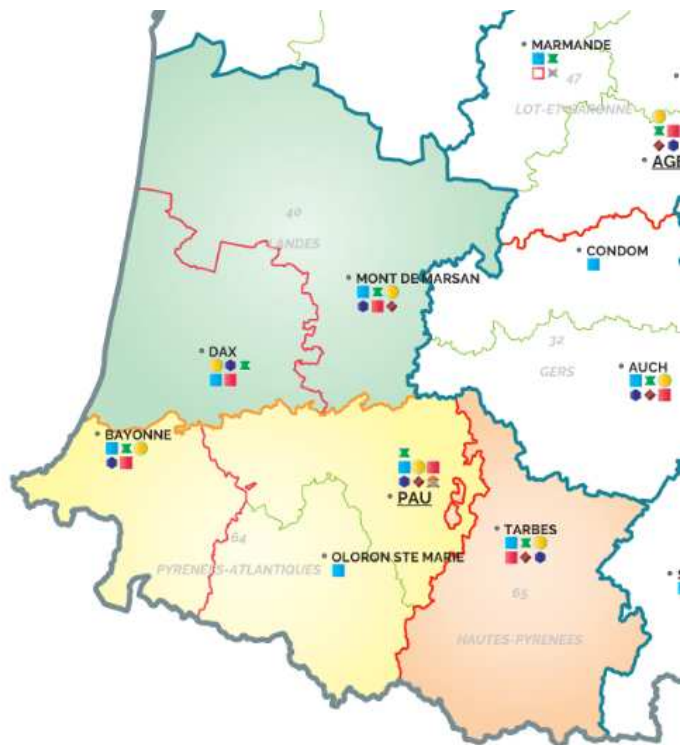 MARMANDE
47
LOT-ET-GARONNE
AGE
CONDOM
40
LANDES
MONT DE MARSAN
32
GERS
DAX
AUCH
BAYONNE
PAU
64
PYRENEES-ATLANTIQUES
OLORON STE MARIE
TARBES
65
HAUTES-PYRENEES
S